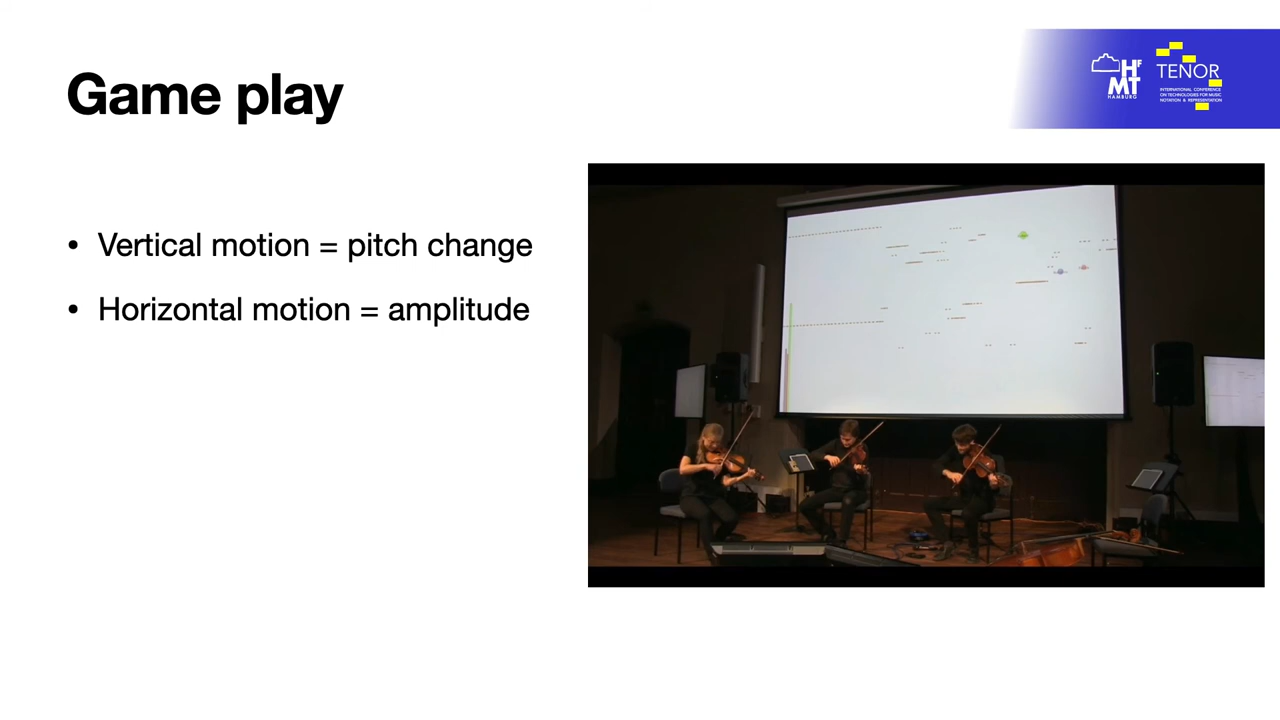 Game play
HfMT
HAMBURG
TENOR
INTERNATIONAL CONFERENCE
ON TECHNOLOGIES FOR MUSIC
NOTATION & REPRESENTATION
• Vertical motion = pitch change
• Horizontal motion = amplitude